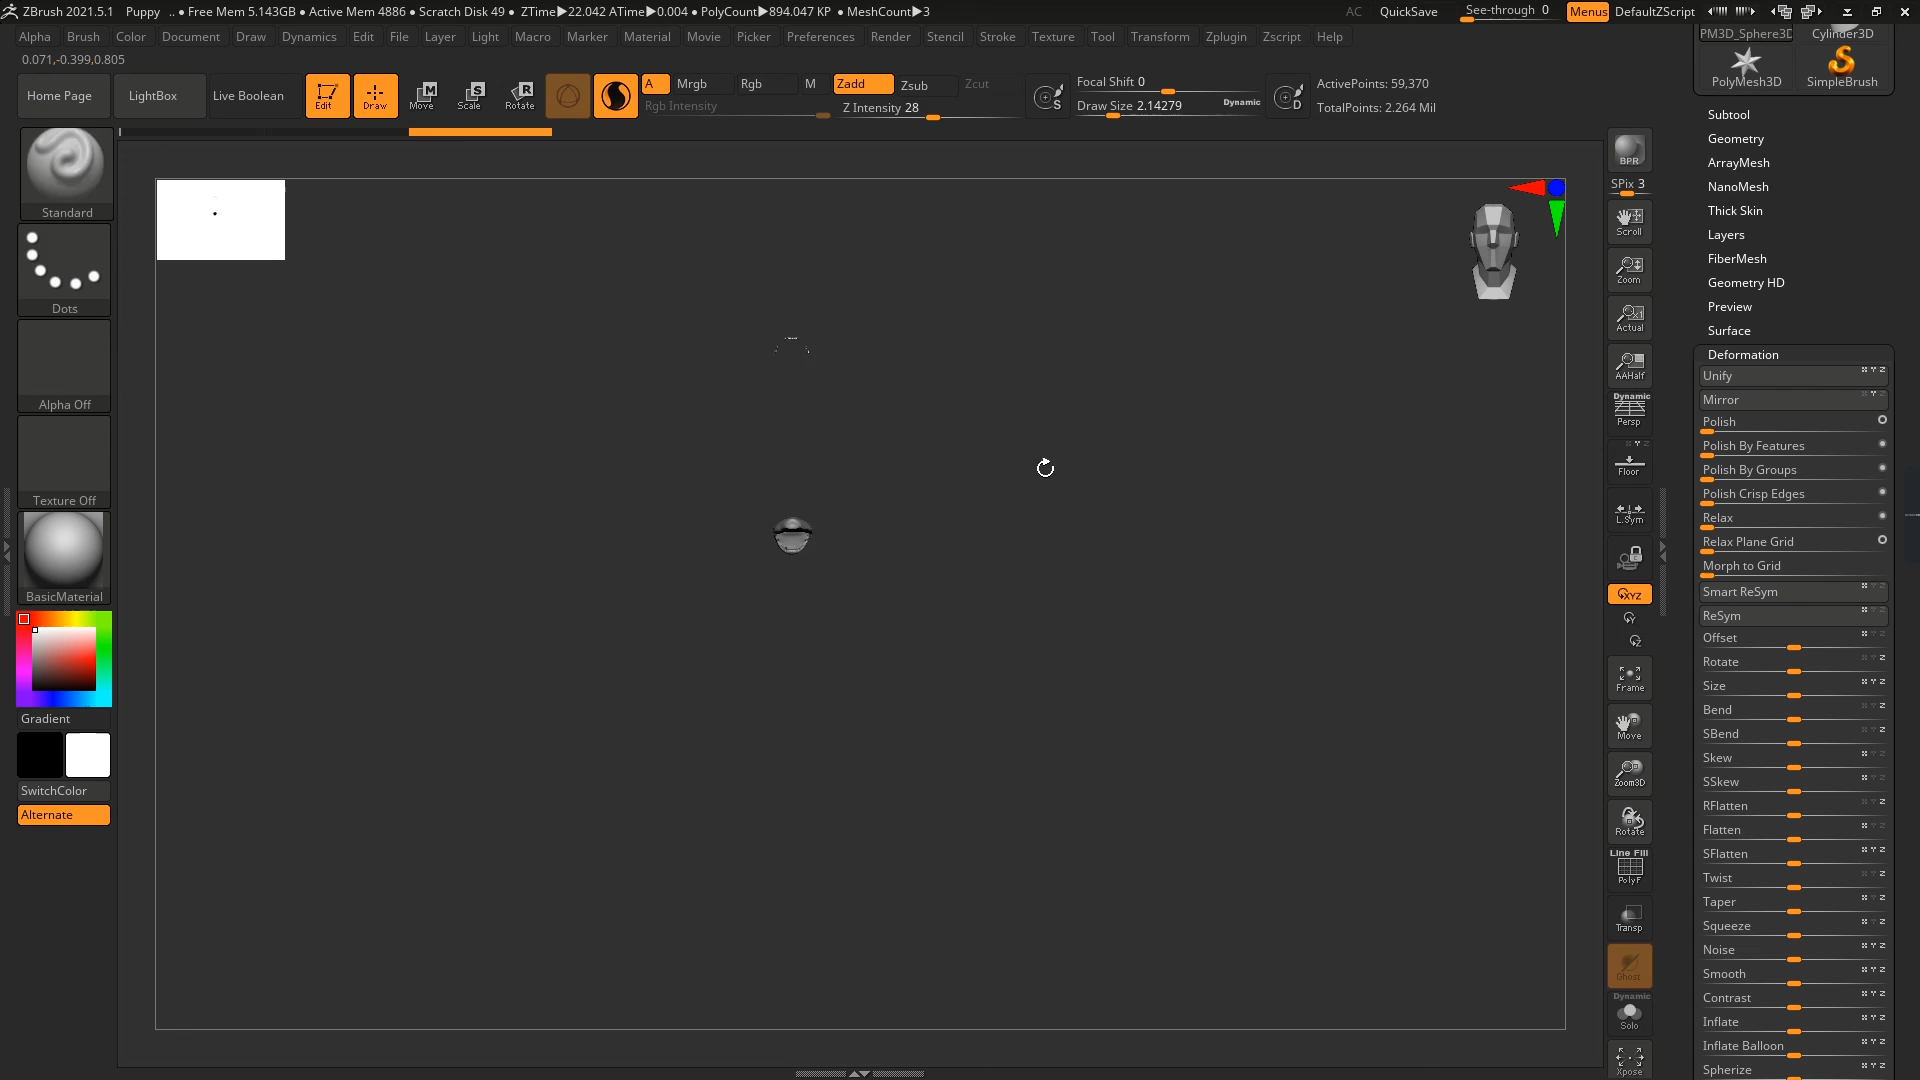 ZBrush 2021.5.1 Puppy .. ● Free Mem 5.143GB ● Active Mem 4886 ● Scratch Disk 49 ● ZTime▶22.042 ATime▶0.004 ● PolyCount▶894.047 KP ● MeshCount▶3 AC QuickSave See-through 0 Menus DefaultZScript
Alpha Brush Color Document Draw Dynamics Edit File Layer Light Macro Marker Material Movie Picker Preferences Render Stencil Stroke Texture Tool Transform Zplugin Zscript Help
0.071,-0.399,0.805
Home Page LightBox Live Boolean Edit Draw Move Scale Rotate
A Mrgb Rgb M Zadd Zsub Zcut
Rgb Intensity Z Intensity 28
Focal Shift 0
Draw Size 2.14279 Dynamic
ActivePoints: 59,370
TotalPoints: 2.264 Mil
Standard
Dots
Alpha Off
Texture Off
BasicMaterial
Gradient
SwitchColor
Alternate
BPR
SPix 3
Scroll
Zoom
Actual
AAHalf
Dynamic
Persp
Floor
L.Sym
XYZ
Y
Z
Frame
Move
Zoom3D
Rotate
Line Fill
PolyF
Transp
Ghost
Dynamic
Solo
Xpose
PM3D_Sphere3D Cylinder3D
PolyMesh3D SimpleBrush
Subtool
Geometry
ArrayMesh
NanoMesh
Thick Skin
Layers
FiberMesh
Geometry HD
Preview
Surface
Deformation
Unify
Mirror
Polish
Polish By Features
Polish By Groups
Polish Crisp Edges
Relax
Relax Plane Grid
Morph to Grid
Smart ReSym
ReSym
Offset
Rotate
Size
Bend
SBend
Skew
SSkew
RFlatten
Flatten
SFlatten
Twist
Taper
Squeeze
Noise
Smooth
Contrast
Inflate
Inflate Balloon
Spherize